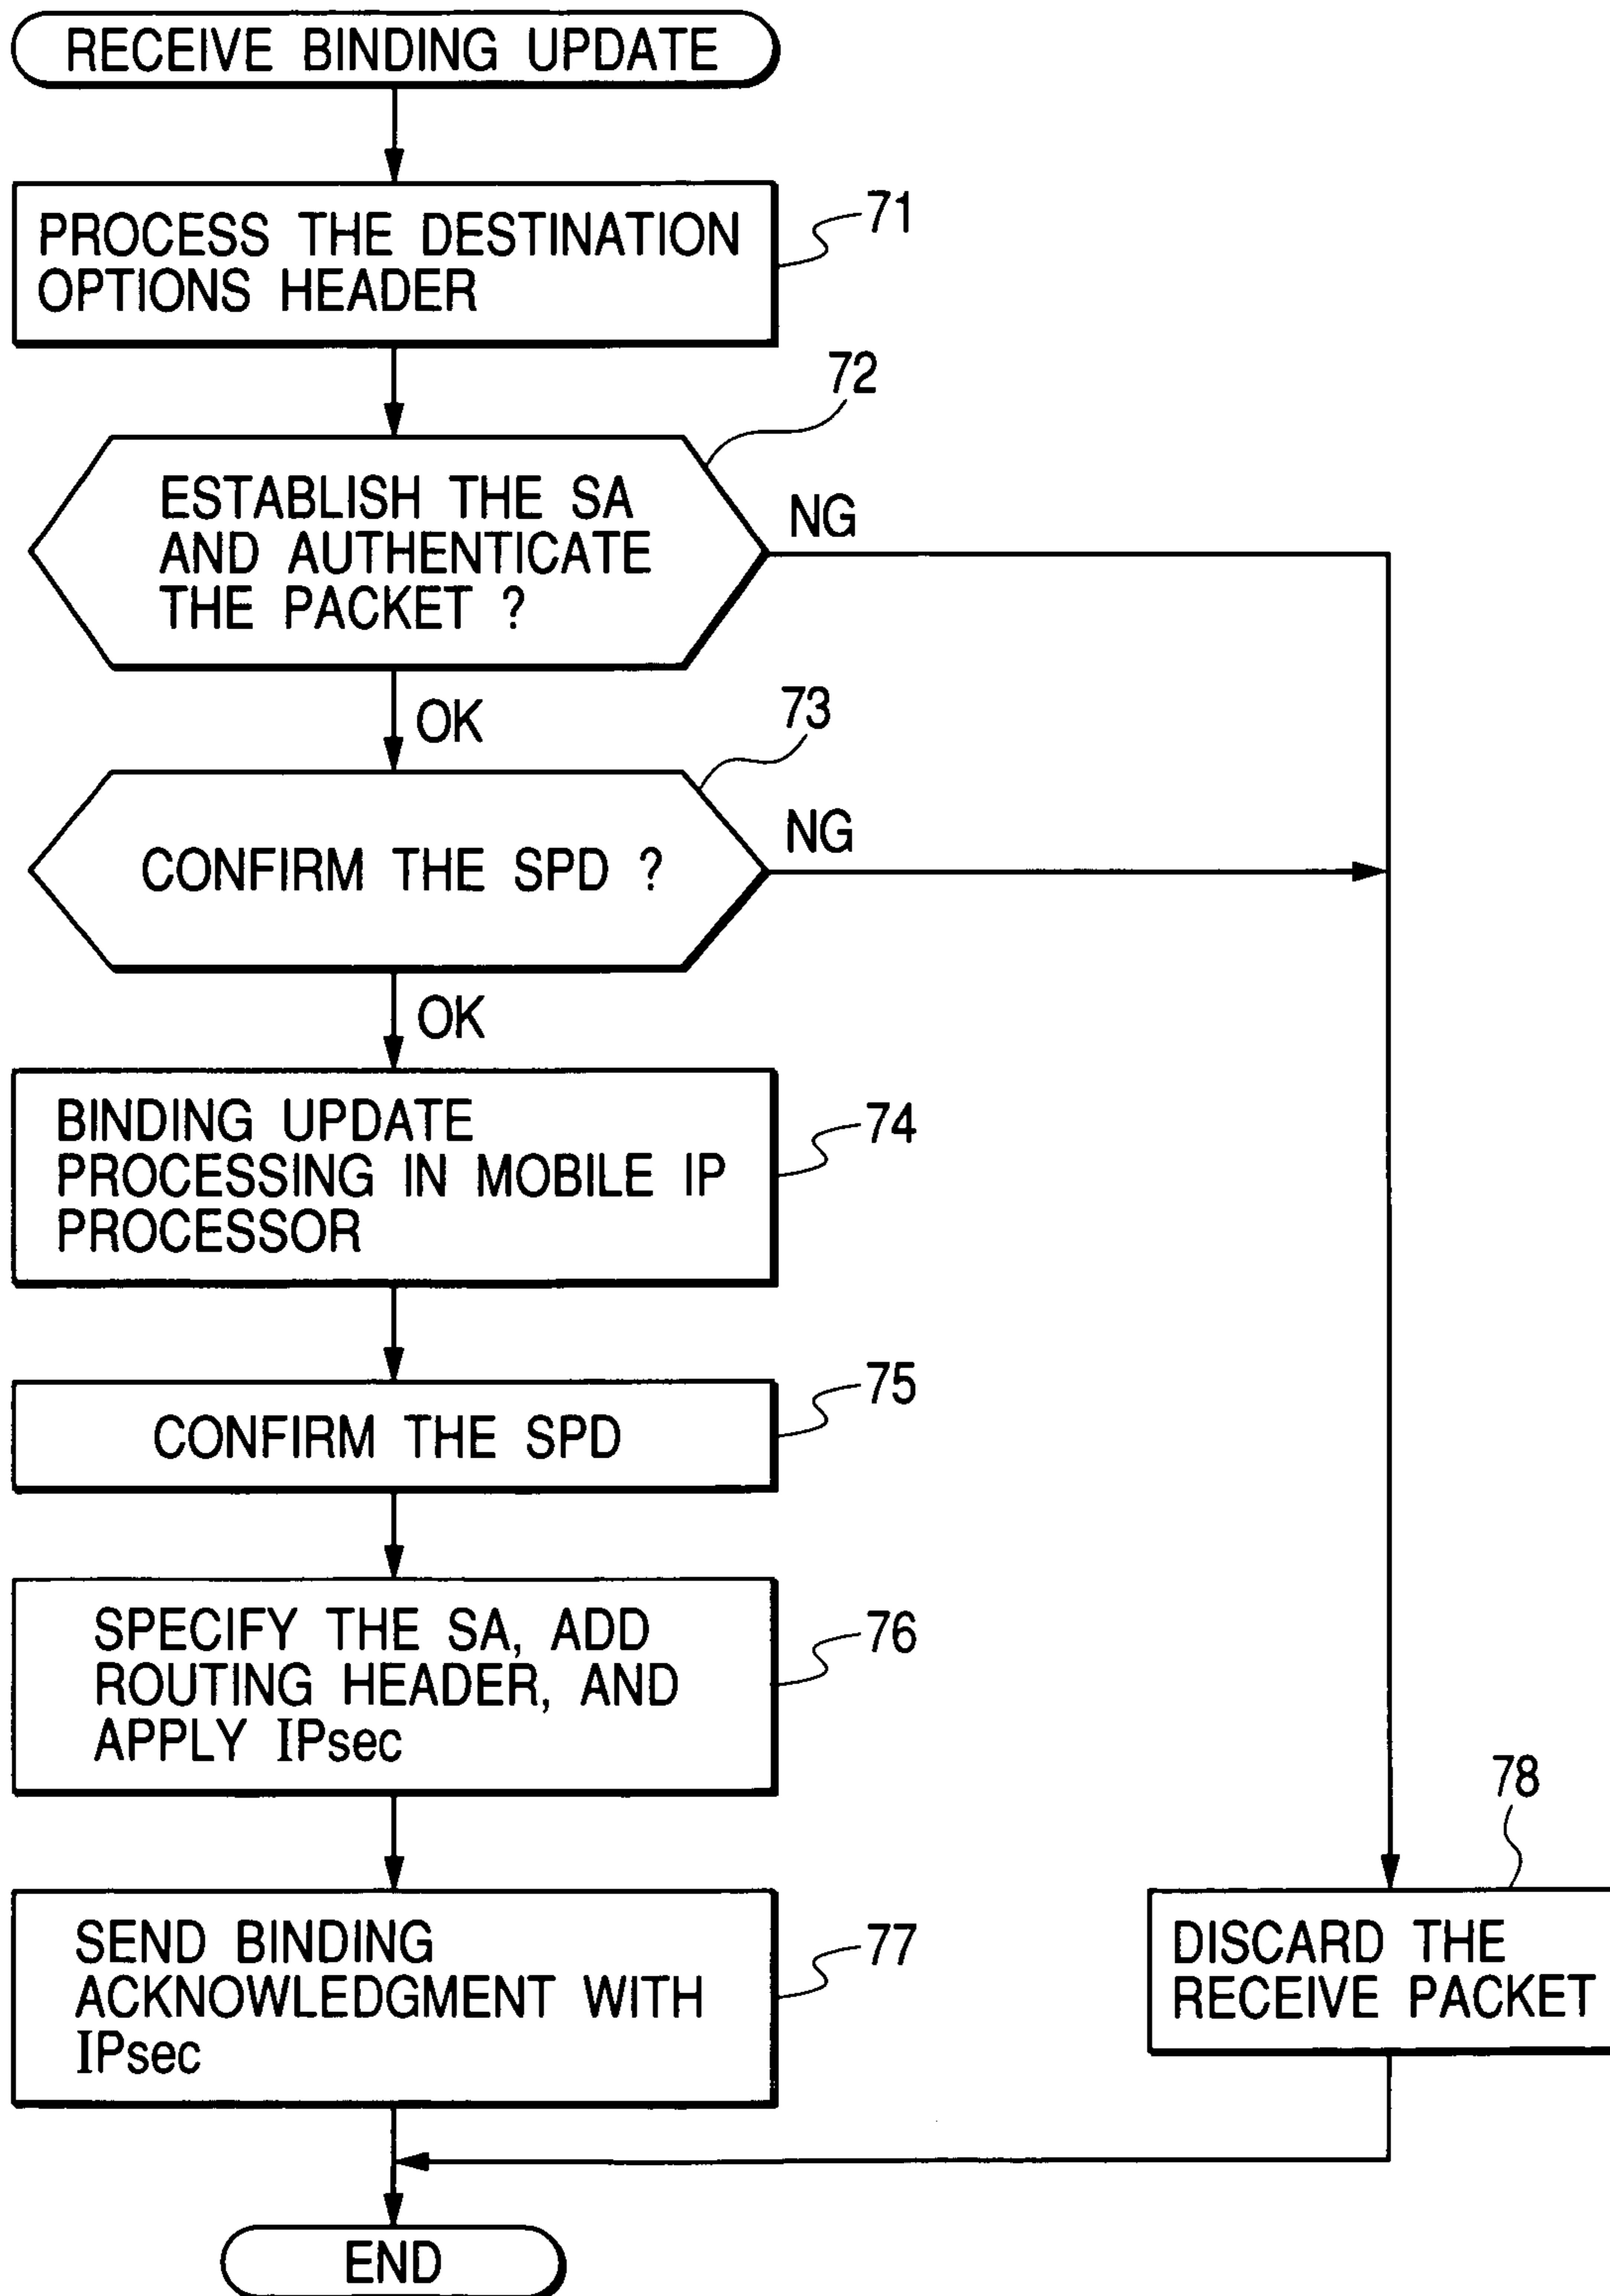 RECEIVE BINDING UPDATE
PROCESS THE DESTINATION
OPTIONS HEADER
71
72
ESTABLISH THE SA
AND AUTHENTICATE
THE PACKET ?
NG
OK
73
CONFIRM THE SPD ?
NG
OK
BINDING UPDATE
PROCESSING IN MOBILE IP
PROCESSOR
74
CONFIRM THE SPD
75
SPECIFY THE SA, ADD
ROUTING HEADER, AND
APPLY IPsec
76
SEND BINDING
ACKNOWLEDGMENT WITH
IPsec
77
78
DISCARD THE
RECEIVE PACKET
END